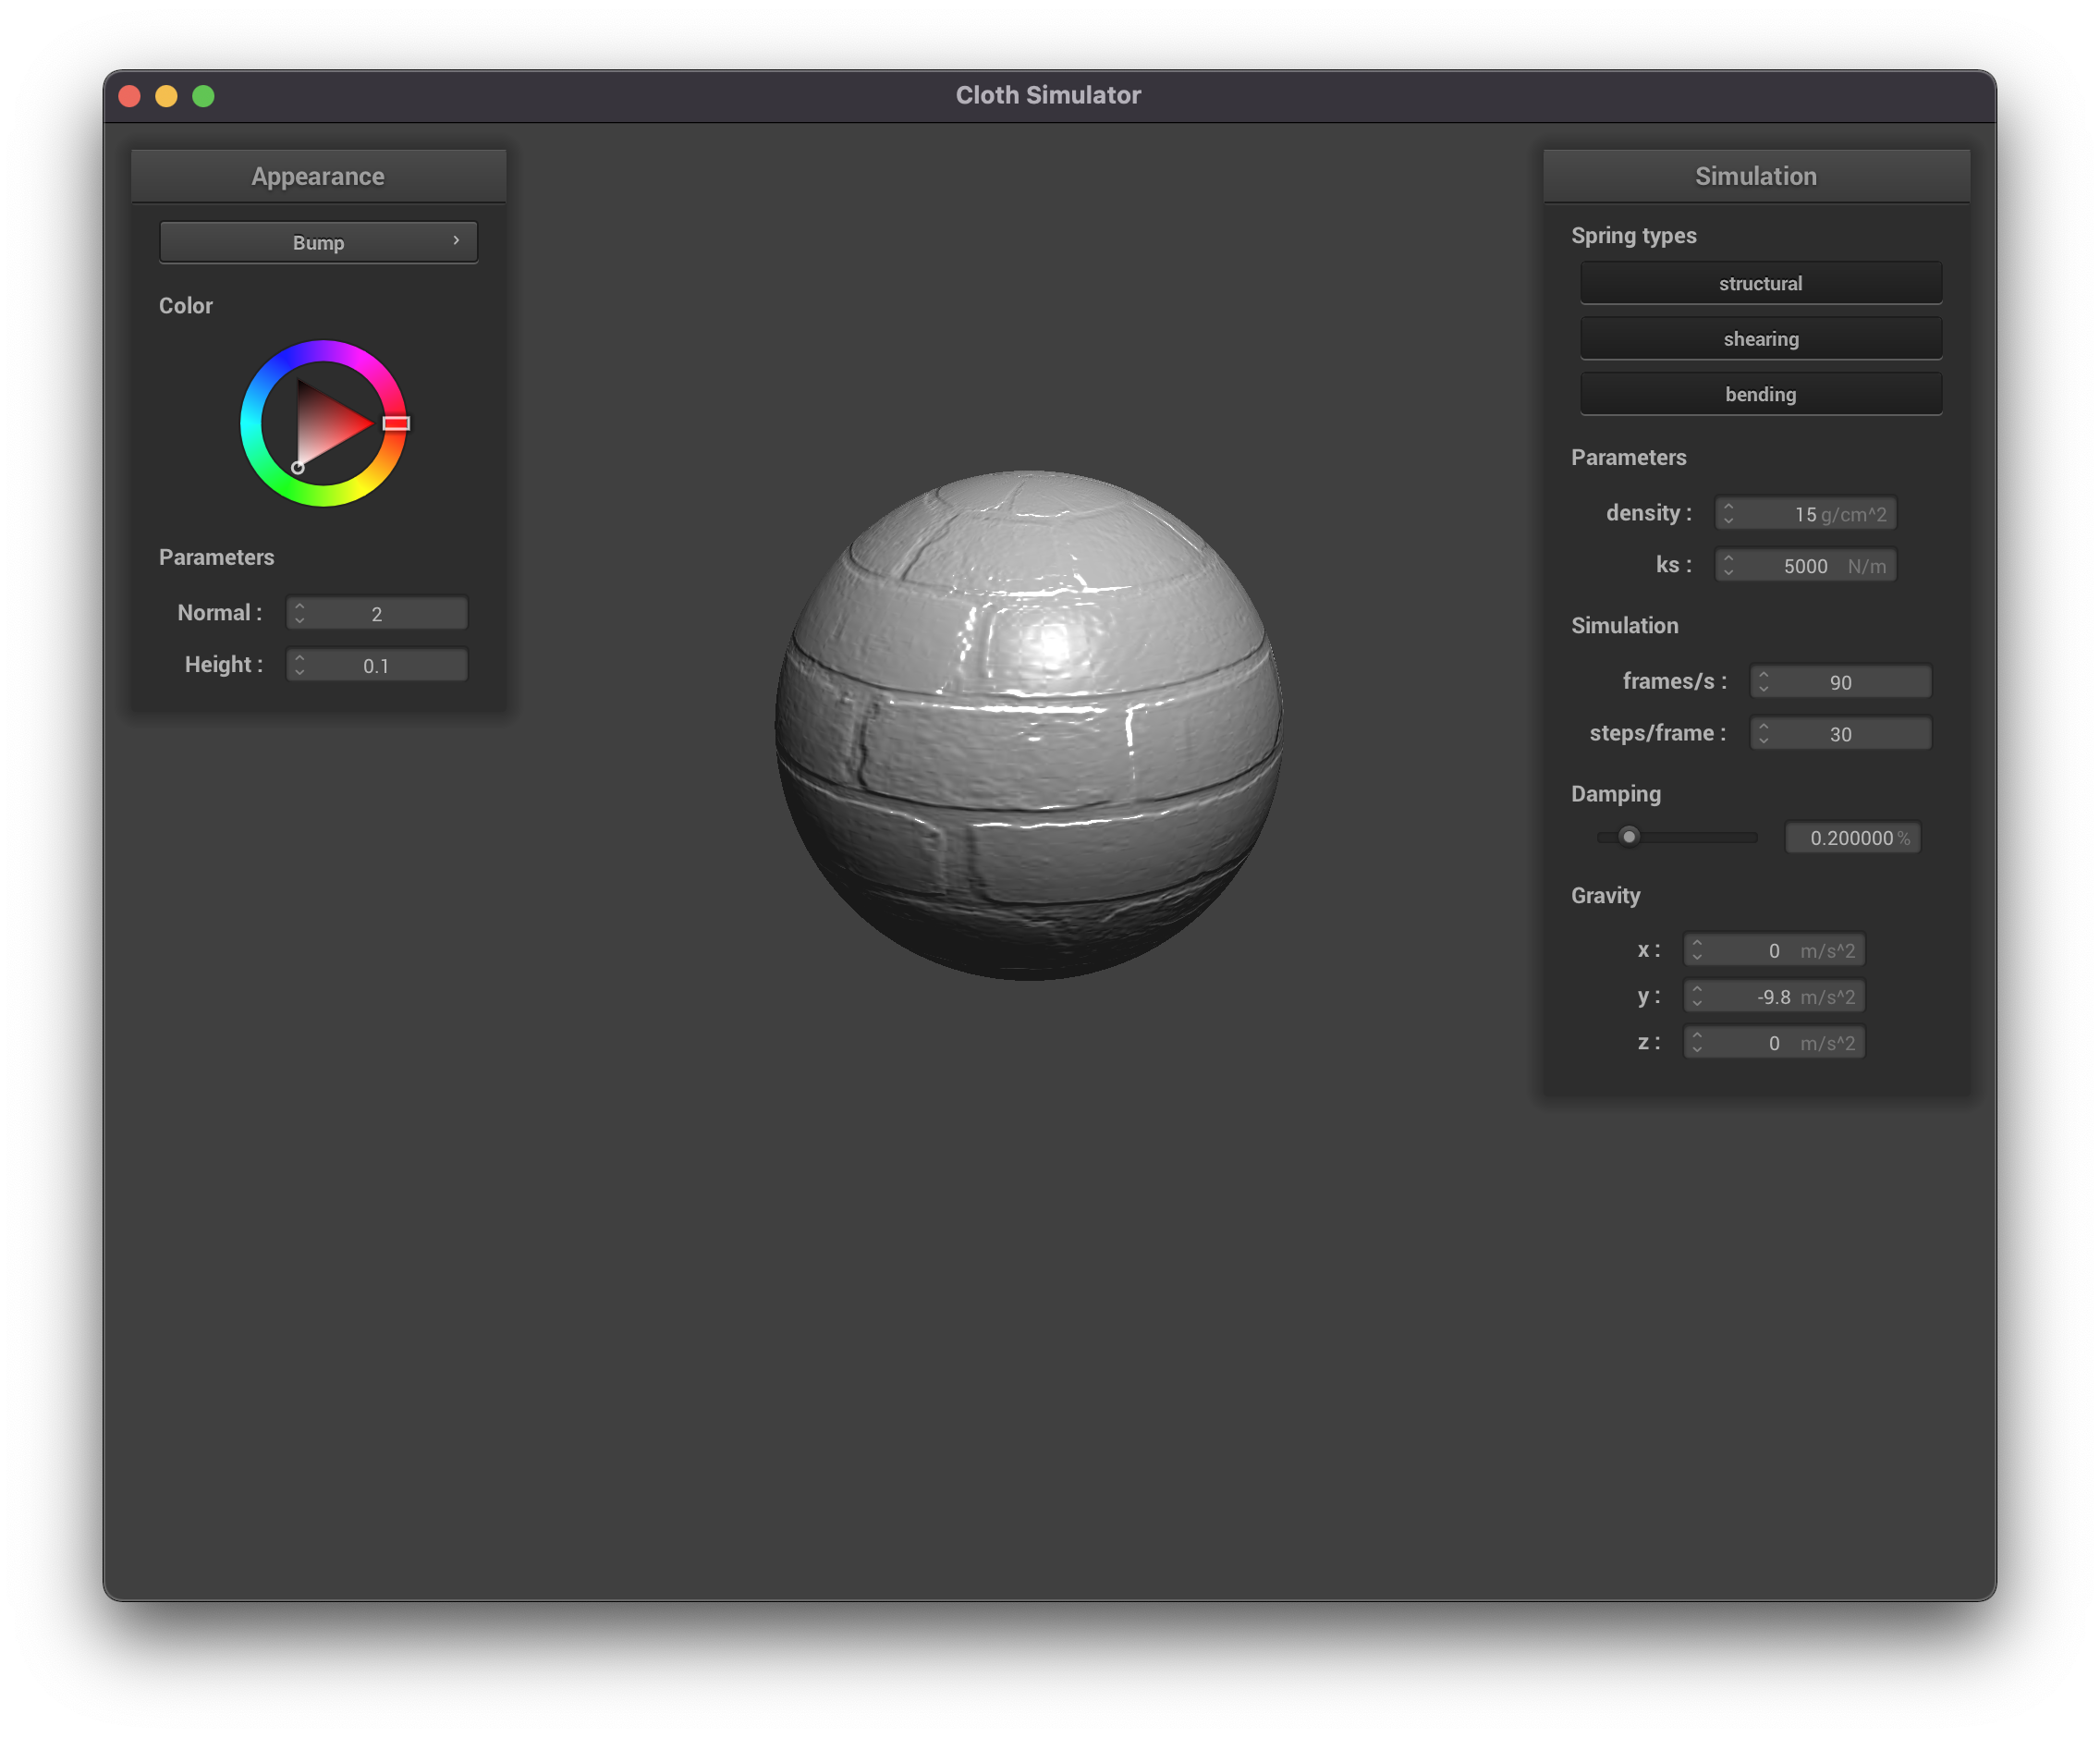 Cloth Simulator
Appearance
Bump
Color
Parameters
Normal : 2
Height : 0.1
Simulation
Spring types
structural
shearing
bending
Parameters
density : 15 g/cm^2
ks : 5000 N/m
Simulation
frames/s : 90
steps/frame : 30
Damping
0.200000 %
Gravity
x : 0 m/s^2
y : -9.8 m/s^2
z : 0 m/s^2